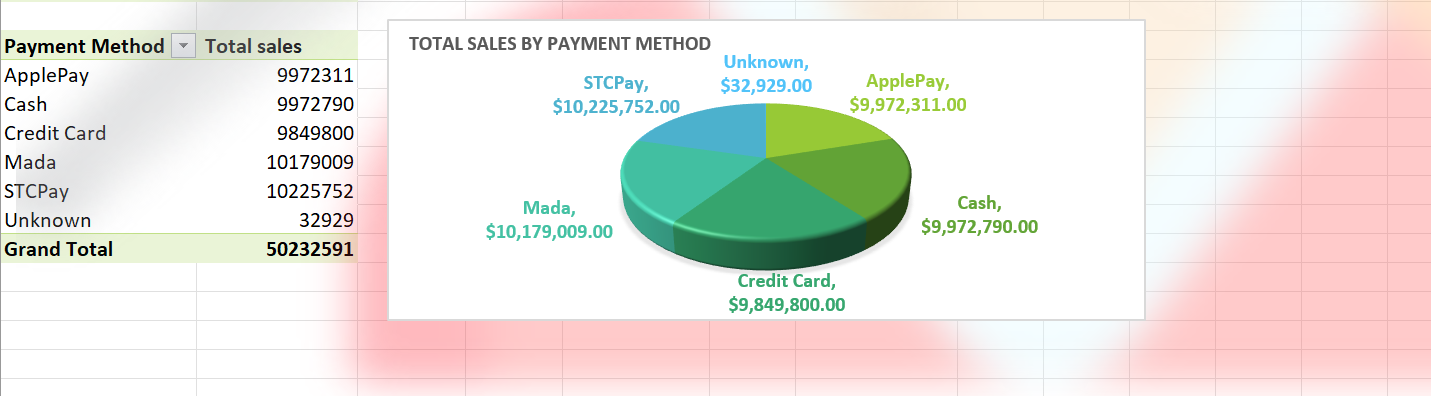 Payment Method Total sales
ApplePay 9972311
Cash 9972790
Credit Card 9849800
Mada 10179009
STCPay 10225752
Unknown 32929
Grand Total 50232591
TOTAL SALES BY PAYMENT METHOD
Unknown,
$32,929.00
STCPay,
$10,225,752.00
ApplePay,
$9,972,311.00
Mada,
$10,179,009.00
Cash,
$9,972,790.00
Credit Card,
$9,849,800.00